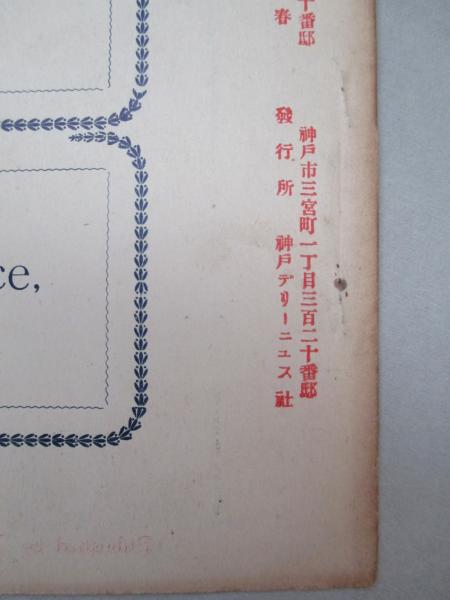 十番邸
春
神戸市三宮町一丁目三百二十番邸
發行所 神戸デリーニュス社
ce,